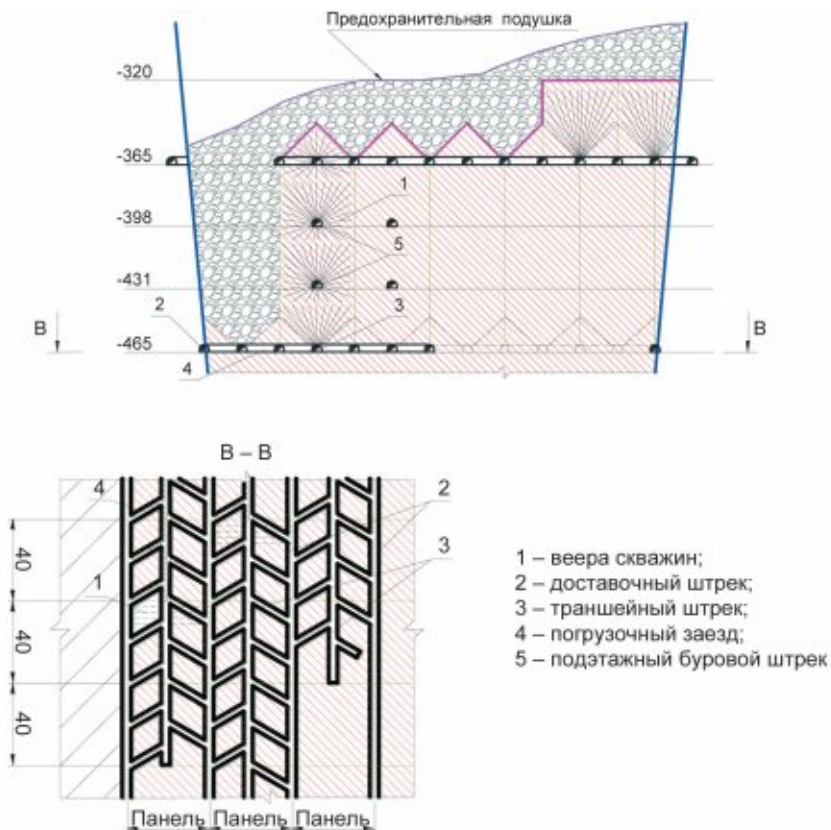 Предохранительная подушка
-320
-365
1
-398
5
-431
2
3
В
В
-465
4
В – В
4
2
40
3
1
40
40
1 – веера скважин;
2 – доставочный штрек;
3 – траншейный штрек;
4 – погрузочный заезд;
5 – подэтажный буровой штрек
Панель Панель Панель